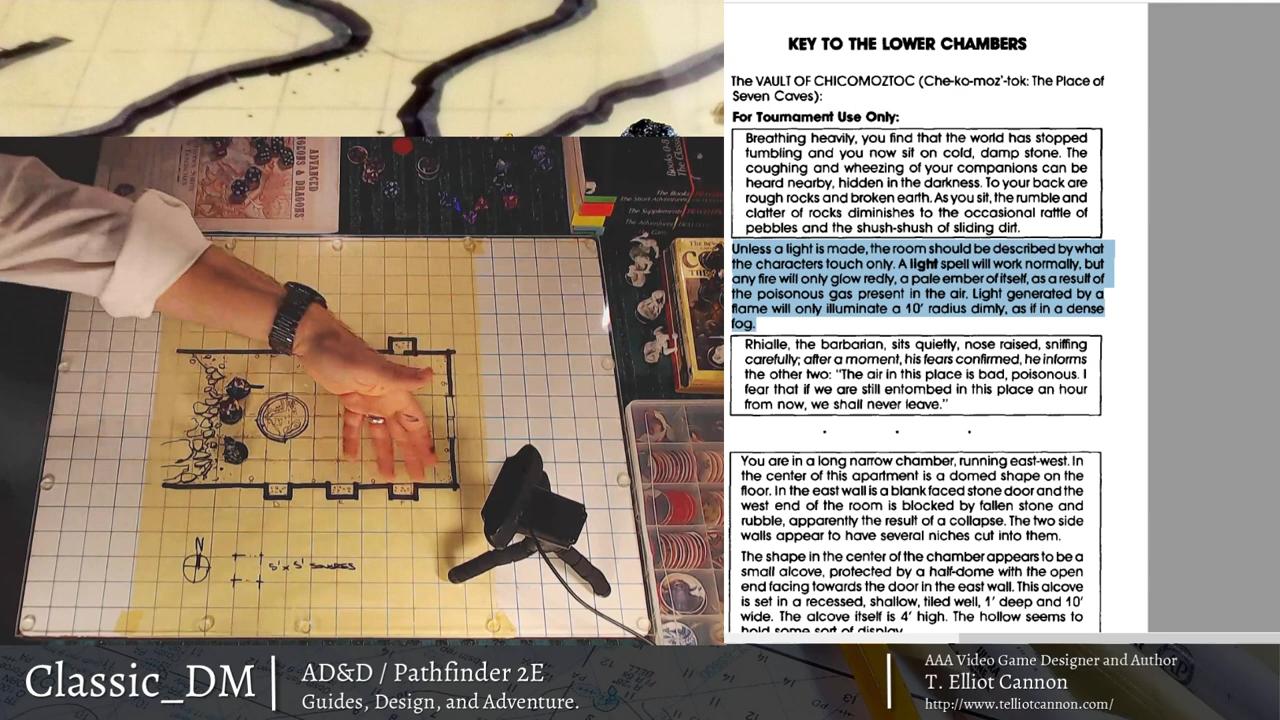 KEY TO THE LOWER CHAMBERS
The VAULT OF CHICOMOZTOC (Che-ko-moz'-tok: The Place of
Seven Caves):
For Tournament Use Only:
Breathing heavily, you find that the world has stopped
tumbling and you now sit on cold, damp stone. The
coughing and wheezing of your companions can be
heard nearby, hidden in the darkness. To your back are
rough rocks and broken earth. As you sit, the rumble and
clatter of rocks diminishes to the occasional rattle of
pebbles and the shush-shush of sliding dirt.
Unless a light is made, the room should be described by what
the characters touch only. A light spell will work normally, but
any fire will only glow redly, a pale ember of itself, as a result of
the poisonous gas present in the air. Light generated by a
flame will only illuminate a 10' radius dimly, as if in a dense
fog.
Rhialle, the barbarian, sits quietly, nose raised, sniffing
carefully; after a moment, his fears confirmed, he informs
the other two: "The air in this place is bad, poisonous. I
fear that if we are still entombed in this place an hour
from now, we shall never leave."
You are in a long narrow chamber, running east-west. In
the center of this apartment is a domed shape on the
floor. In the east wall is a blank faced stone door and the
west end of the room is blocked by fallen stone and
rubble, apparently the result of a collapse. The two side
walls appear to have several niches cut into them.
The shape in the center of the chamber appears to be a
small alcove, protected by a half-dome with the open
end facing towards the door in the east wall. This alcove
is set in a recessed, shallow, tiled well, 1' deep and 10'
wide. The alcove itself is 4' high. The hollow seems to
hold some sort of display
ADVANCED
DUNGEONS & DRAGONS
N
5' x 5' SQUARES
Classic_DM
AD&D / Pathfinder 2E
Guides, Design, and Adventure.
AAA Video Game Designer and Author
T. Elliot Cannon
http://www.telliotcannon.com/